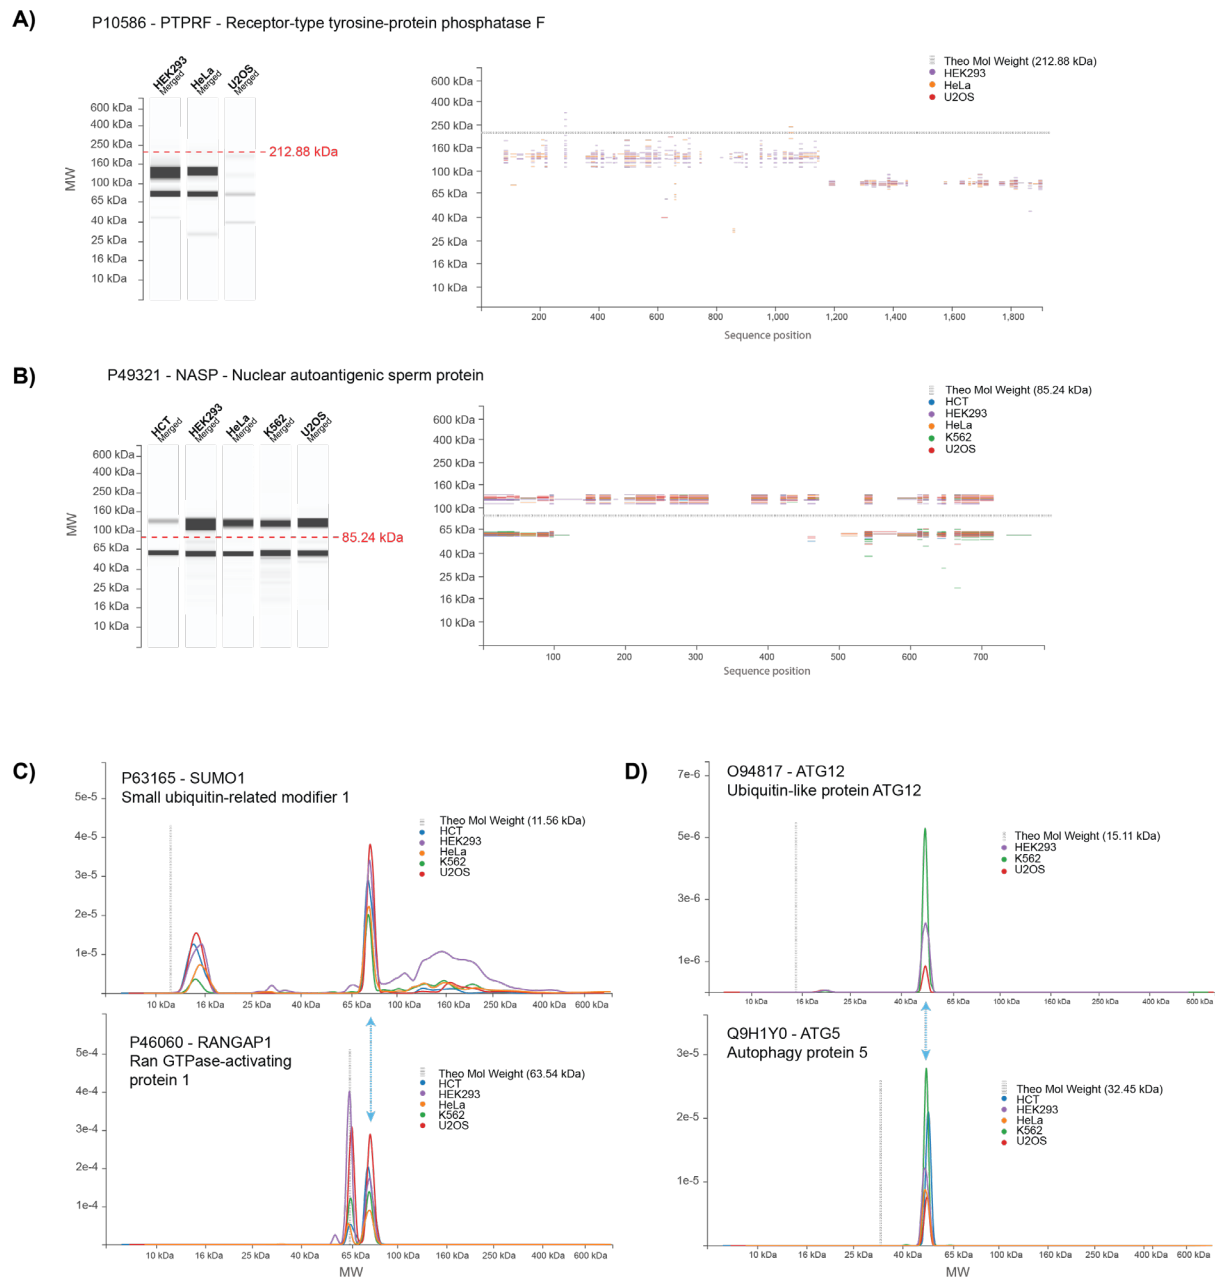 A)
P10586 - PTPRF - Receptor-type tyrosine-protein phosphatase F
HEK293 Merged
HeLa Merged
U2OS Merged
MW
600 kDa
400 kDa
250 kDa
160 kDa
100 kDa
65 kDa
40 kDa
25 kDa
16 kDa
10 kDa
212.88 kDa
Theo Mol Weight (212.88 kDa)
HEK293
HeLa
U2OS
600 kDa
400 kDa
250 kDa
160 kDa
100 kDa
65 kDa
40 kDa
25 kDa
16 kDa
10 kDa
200 400 600 800 1,000 1,200 1,400 1,600 1,800
Sequence position
B)
P49321 - NASP - Nuclear autoantigenic sperm protein
HCT Merged
HEK293 Merged
HeLa Merged
K562 Merged
U2OS Merged
MW
600 kDa
400 kDa
250 kDa
160 kDa
100 kDa
65 kDa
40 kDa
25 kDa
16 kDa
10 kDa
85.24 kDa
Theo Mol Weight (85.24 kDa)
HCT
HEK293
HeLa
K562
U2OS
600 kDa
400 kDa
250 kDa
160 kDa
100 kDa
65 kDa
40 kDa
25 kDa
16 kDa
10 kDa
100 200 300 400 500 600 700
Sequence position
C)
P63165 - SUMO1
Small ubiquitin-related modifier 1
5e-5
4e-5
3e-5
2e-5
1e-5
Theo Mol Weight (11.56 kDa)
HCT
HEK293
HeLa
K562
U2OS
10 kDa 16 kDa 25 kDa 40 kDa 65 kDa 100 kDa 160 kDa 250 kDa 400 kDa 600 kDa
P46060 - RANGAP1
Ran GTPase-activating
protein 1
5e-4
4e-4
3e-4
2e-4
1e-4
Theo Mol Weight (63.54 kDa)
HCT
HEK293
HeLa
K562
U2OS
10 kDa 16 kDa 25 kDa 40 kDa 65 kDa 100 kDa 160 kDa 250 kDa 400 kDa 600 kDa
MW
D)
O94817 - ATG12
Ubiquitin-like protein ATG12
7e-6
5e-6
3e-6
1e-6
Theo Mol Weight (15.11 kDa)
HEK293
K562
U2OS
10 kDa 16 kDa 25 kDa 40 kDa 65 kDa 100 kDa 160 kDa 250 kDa 400 kDa 600 kDa
Q9H1Y0 - ATG5
Autophagy protein 5
3e-5
2e-5
1e-5
Theo Mol Weight (32.45 kDa)
HCT
HEK293
HeLa
K562
U2OS
10 kDa 16 kDa 25 kDa 40 kDa 65 kDa 100 kDa 160 kDa 250 kDa 400 kDa 600 kDa
MW